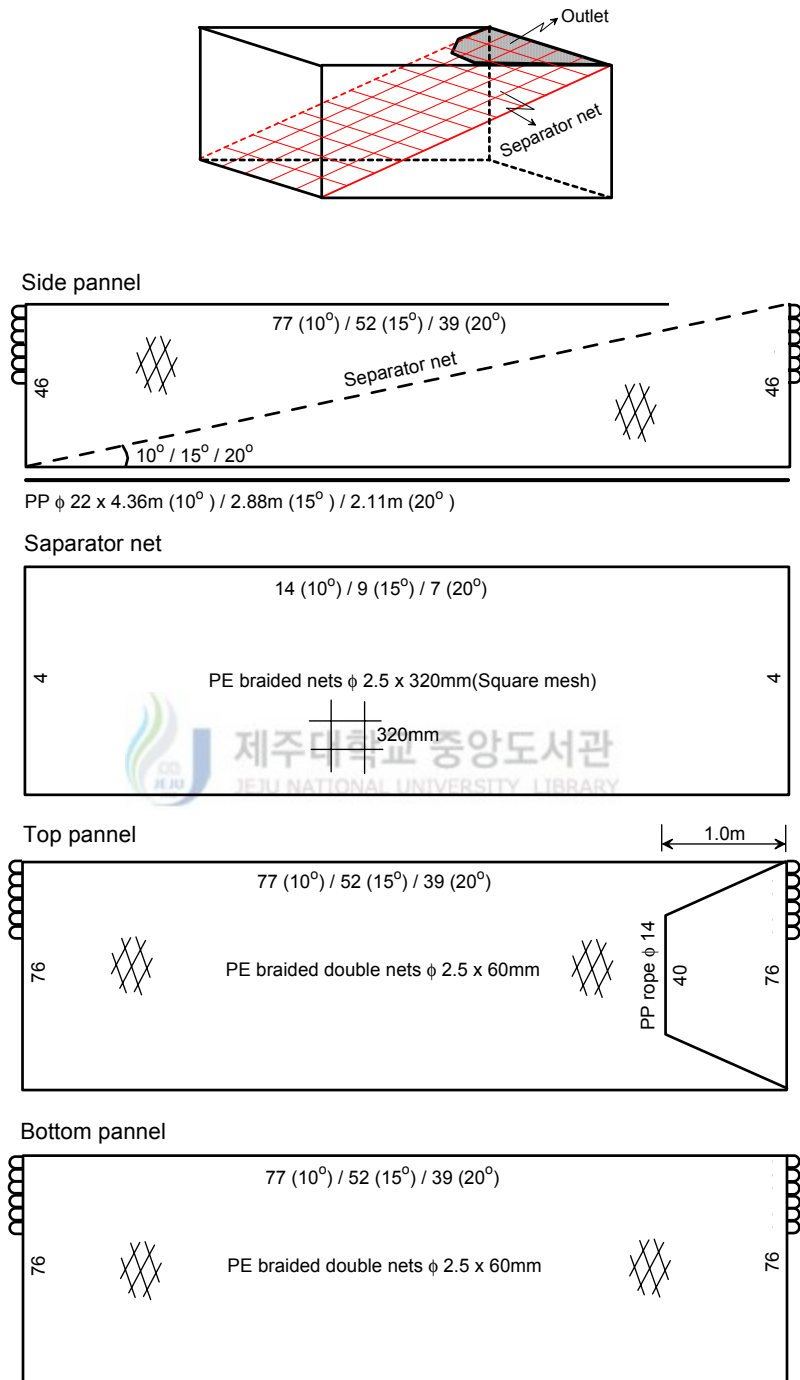 Outlet
Separator net
Side pannel
77 (10°) / 52 (15°) / 39 (20°)
Separator net
46
46
10° / 15° / 20°
PP ϕ 22 x 4.36m (10° ) / 2.88m (15° ) / 2.11m (20° )
Saparator net
14 (10°) / 9 (15°) / 7 (20°)
4
4
PE braided nets ϕ 2.5 x 320mm(Square mesh)
320mm
제주대학교 중앙도서관
JEJU NATIONAL UNIVERSITY LIBRARY
JEJU
Top pannel
1.0m
77 (10°) / 52 (15°) / 39 (20°)
76
PE braided double nets ϕ 2.5 x 60mm
PP rope ϕ 14
40
76
Bottom pannel
77 (10°) / 52 (15°) / 39 (20°)
76
PE braided double nets ϕ 2.5 x 60mm
76